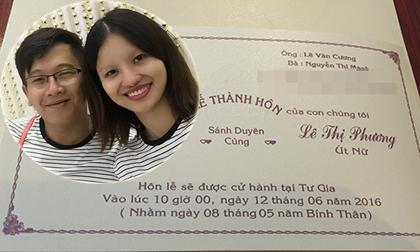 Ông : Lê Văn Cương
Bà : Nguyễn Thị Mạnh
LỄ THÀNH HÔN của con chúng tôi
Sánh Duyên
Cùng
Lê Thị Phương
Út Nữ
Hôn lễ sẽ được cử hành tại Tư Gia
Vào lúc 10 giờ 00, ngày 12 tháng 06 năm 2016
( Nhằm ngày 08 tháng 05 năm Bính Thân )